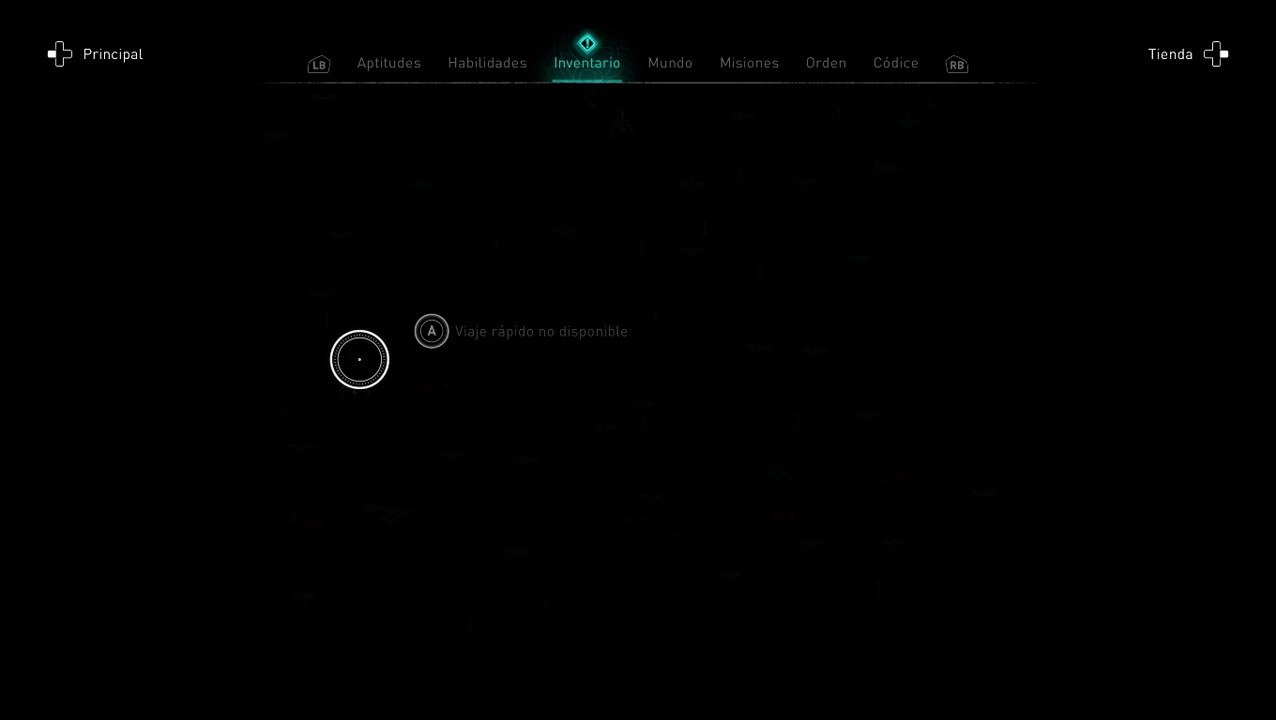 Principal
LB Aptitudes Habilidades Inventario Mundo Misiones Orden Códice RB
Tienda
A Viaje rápido no disponible